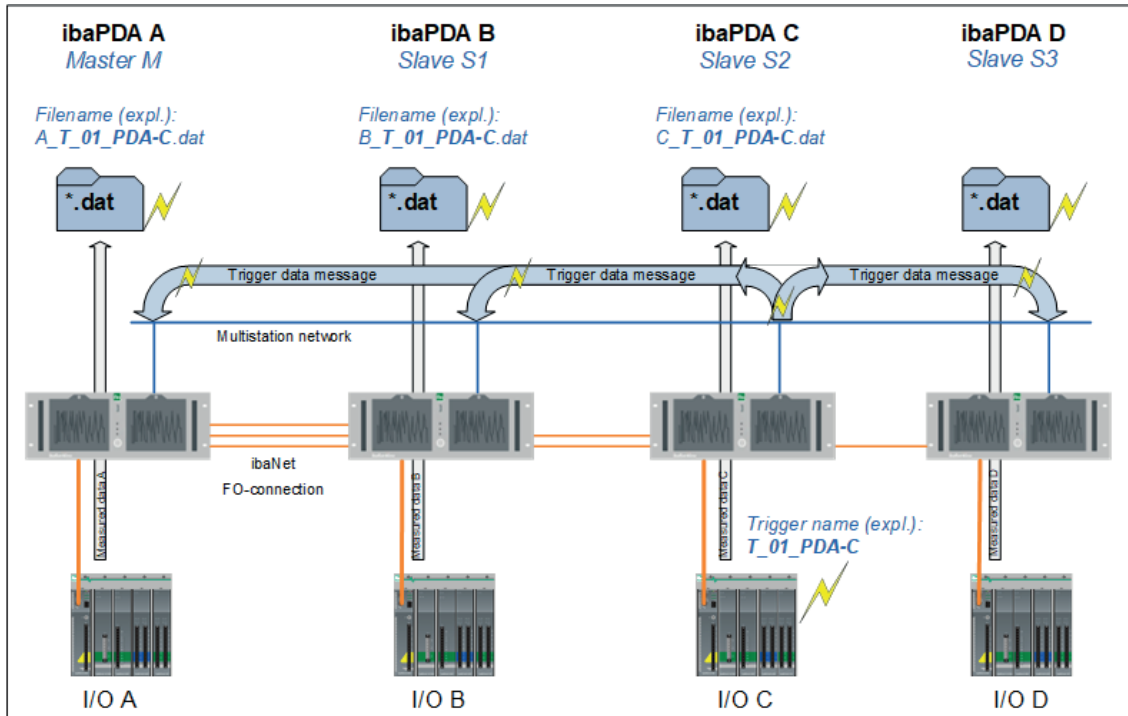 ibaPDA A
Master M
ibaPDA B
Slave S1
ibaPDA C
Slave S2
ibaPDA D
Slave S3
Filename (expl.):
A_T_01_PDA-C.dat
Filename (expl.):
B_T_01_PDA-C.dat
Filename (expl.):
C_T_01_PDA-C.dat
*.dat
*.dat
*.dat
*.dat
Trigger data message
Trigger data message
Trigger data message
Multistation network
ibaNet
FO-connection
Measured data A
Measured data B
Measured data C
Measured data D
Trigger name (expl.):
T_01_PDA-C
I/O A
I/O B
I/O C
I/O D